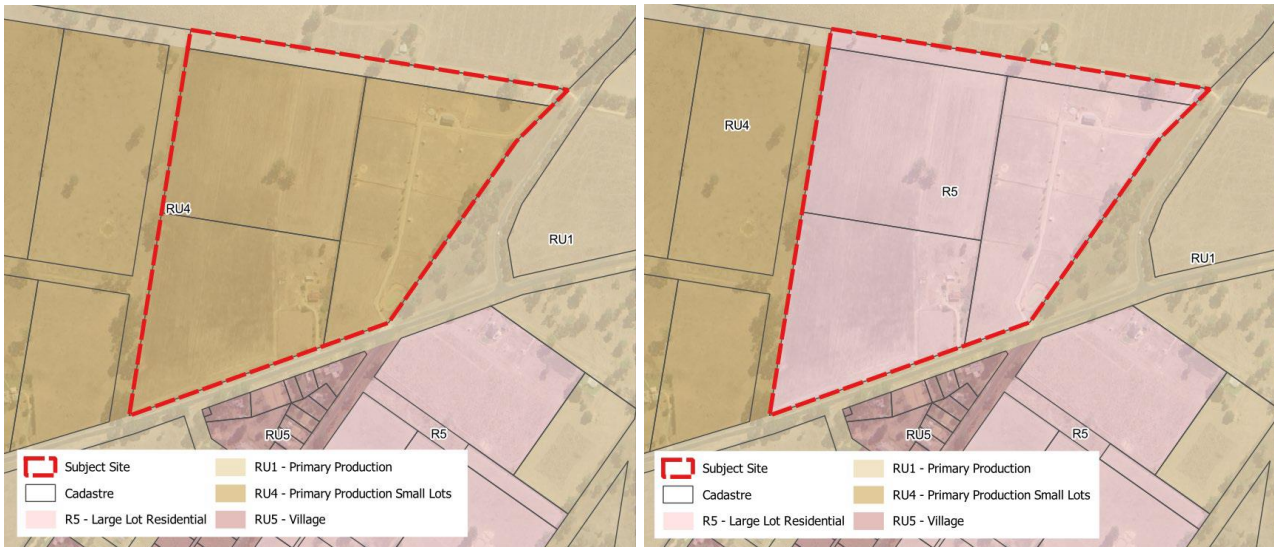 RU4
RU1
RU5
R5
Subject Site
Cadastre
R5 - Large Lot Residential
RU1 - Primary Production
RU4 - Primary Production Small Lots
RU5 - Village
RU4
R5
RU1
RU5
R5
Subject Site
Cadastre
R5 - Large Lot Residential
RU1 - Primary Production
RU4 - Primary Production Small Lots
RU5 - Village